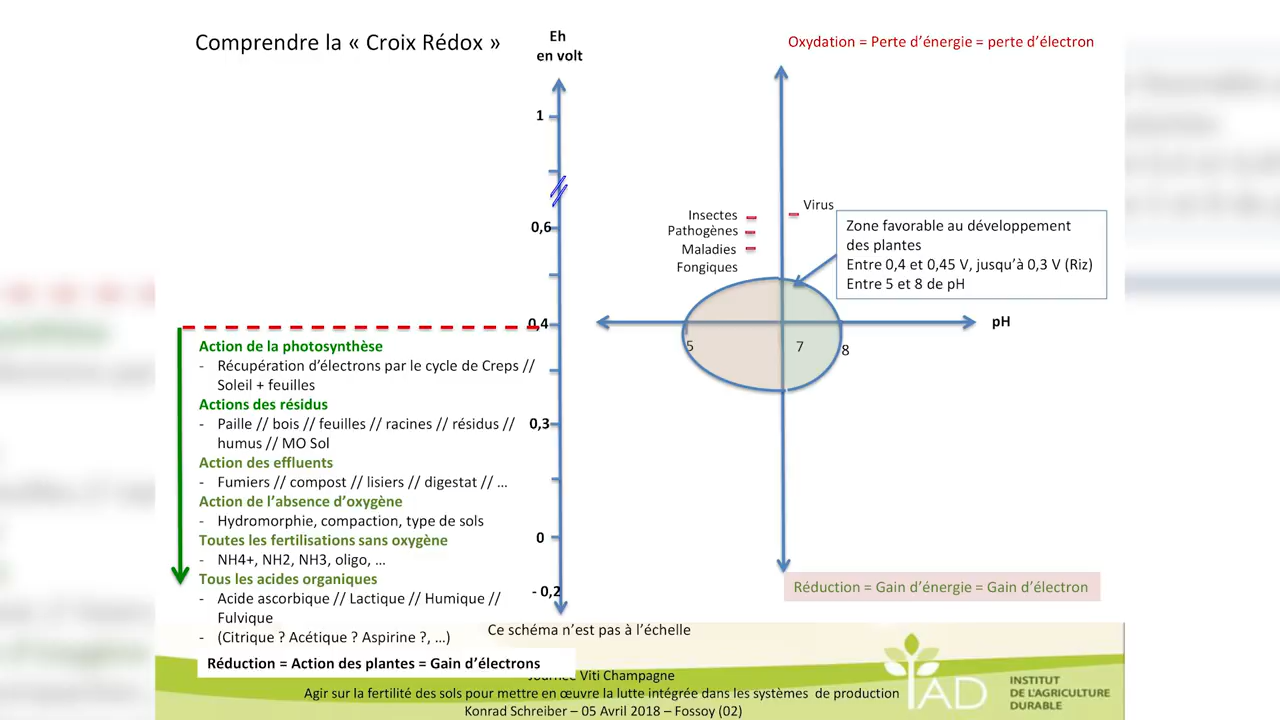 Comprendre la « Croix Rédox »
Eh
en volt
Oxydation = Perte d'énergie = perte d'électron
1
0,6
0,4
0,3
0
- 0,2
Insectes
Pathogènes
Maladies
Fongiques
Virus
Zone favorable au développement
des plantes
Entre 0,4 et 0,45 V, jusqu'à 0,3 V (Riz)
Entre 5 et 8 de pH
pH
5
7
8
Action de la photosynthèse
- Récupération d'électrons par le cycle de Creps //
Soleil + feuilles
Actions des résidus
- Paille // bois // feuilles // racines // résidus //
humus // MO Sol
Action des effluents
- Fumiers // compost // lisiers // digestat // …
Action de l'absence d'oxygène
- Hydromorphie, compaction, type de sols
Toutes les fertilisations sans oxygène
- NH4+, NH2, NH3, oligo, …
Tous les acides organiques
- Acide ascorbique // Lactique // Humique //
Fulvique
- (Citrique ? Acétique ? Aspirine ?, …)
Réduction = Action des plantes = Gain d'électrons
Réduction = Gain d'énergie = Gain d'électron
Ce schéma n'est pas à l'échelle
Journée Viti Champagne
Agir sur la fertilité des sols pour mettre en œuvre la lutte intégrée dans les systèmes de production
Konrad Schreiber – 05 Avril 2018 – Fossoy (02)
IAD
INSTITUT
DE L'AGRICULTURE
DURABLE